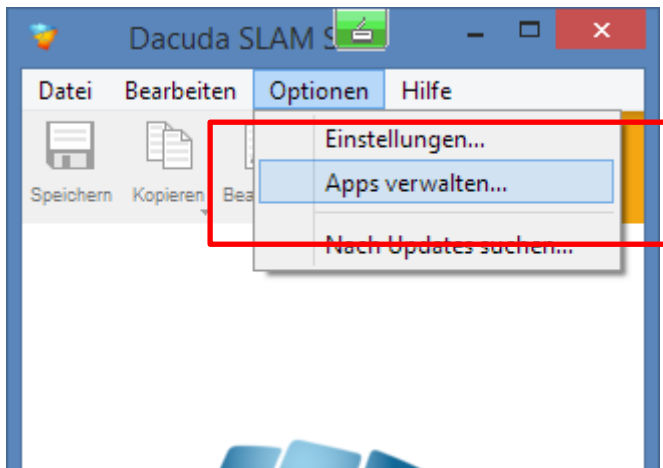 Dacuda SLAM S
Datei Bearbeiten Optionen Hilfe
Einstellungen...
Apps verwalten...
Nach Updates suchen...
Speichern Kopieren Bea